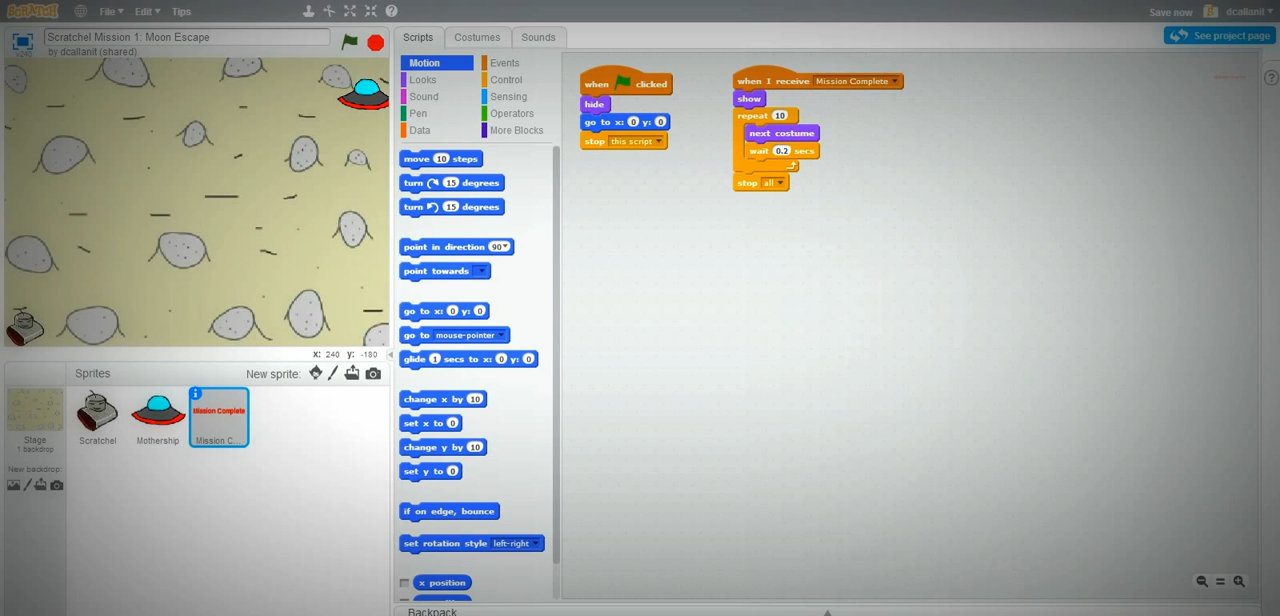 SCRATCH File Edit Tips Save now dcallanit
Scratchel Mission 1: Moon Escape
by dcallanit (shared)
Scripts Costumes Sounds See project page
Motion Events
Looks Control
Sound Sensing
Pen Operators
Data More Blocks
move 10 steps
turn 15 degrees
turn 15 degrees
point in direction 90
point towards
go to x: 0 y: 0
go to mouse-pointer
glide 1 secs to x: 0 y: 0
change x by 10
set x to 0
change y by 10
set y to 0
if on edge, bounce
set rotation style left-right
x position
when clicked
hide
go to x: 0 y: 0
stop this script
when I receive Mission Complete
show
repeat 10
next costume
wait 0.2 secs
stop all
x: 240 y: -180
Sprites New sprite:
Mission Complete
Stage
1 backdrop
New backdrop:
Scratchel Mothership Mission C...
Backpack